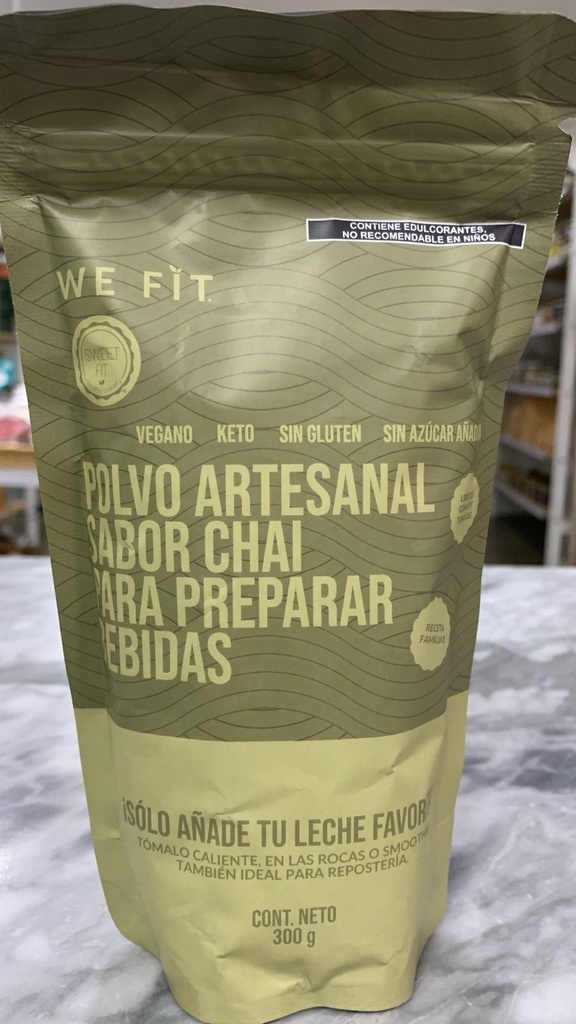 CONTIENE EDULCORANTES,
NO RECOMENDABLE EN NIÑOS
WE FIT
SWEET
FIT
VEGANO KETO SIN GLUTEN SIN AZÚCAR
POLVO ARTESANAL
SABOR CHAI
PARA PREPARAR
BEBIDAS
RECETA
FAMILIAR
¡SÓLO AÑADE TU LECHE
TÓMALO CALIENTE, EN LAS ROCAS O
TAMBIÉN IDEAL PARA REPOSTERÍA.
CONT. NETO
300 g